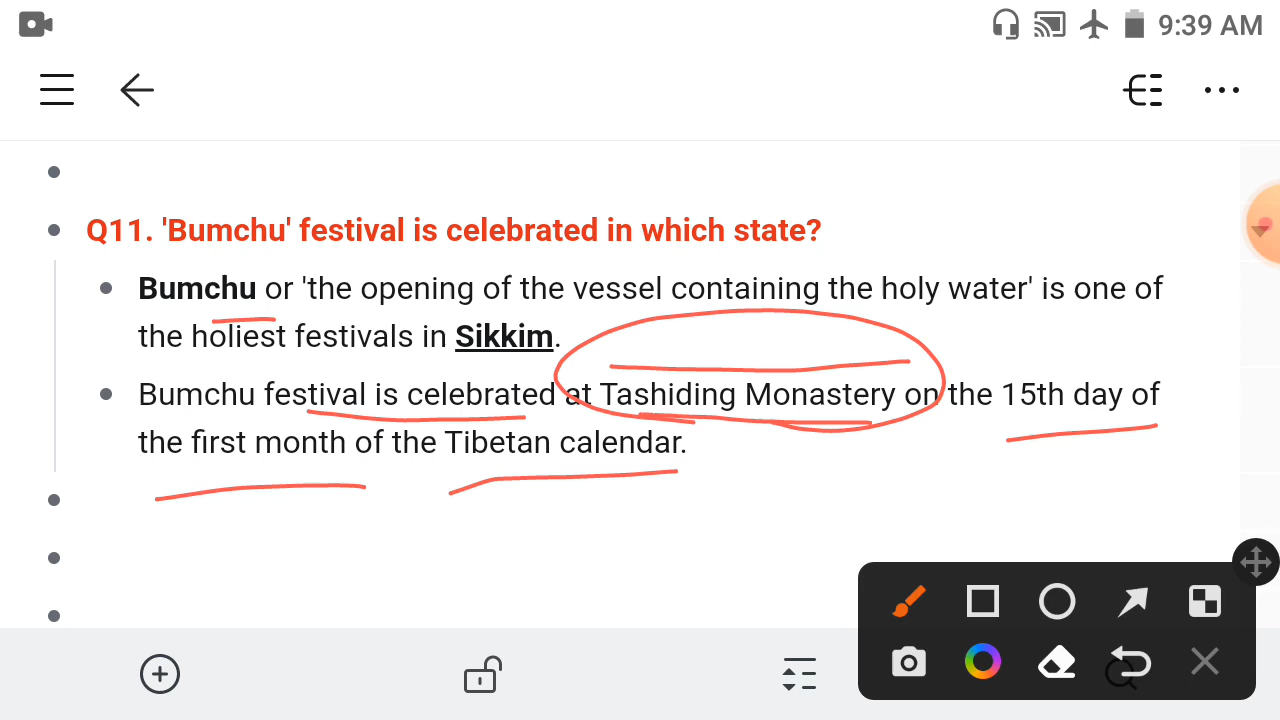 9:39 AM
Q11. 'Bumchu' festival is celebrated in which state?
Bumchu or 'the opening of the vessel containing the holy water' is one of
the holiest festivals in Sikkim.
Bumchu festival is celebrated at Tashiding Monastery on the 15th day of
the first month of the Tibetan calendar.